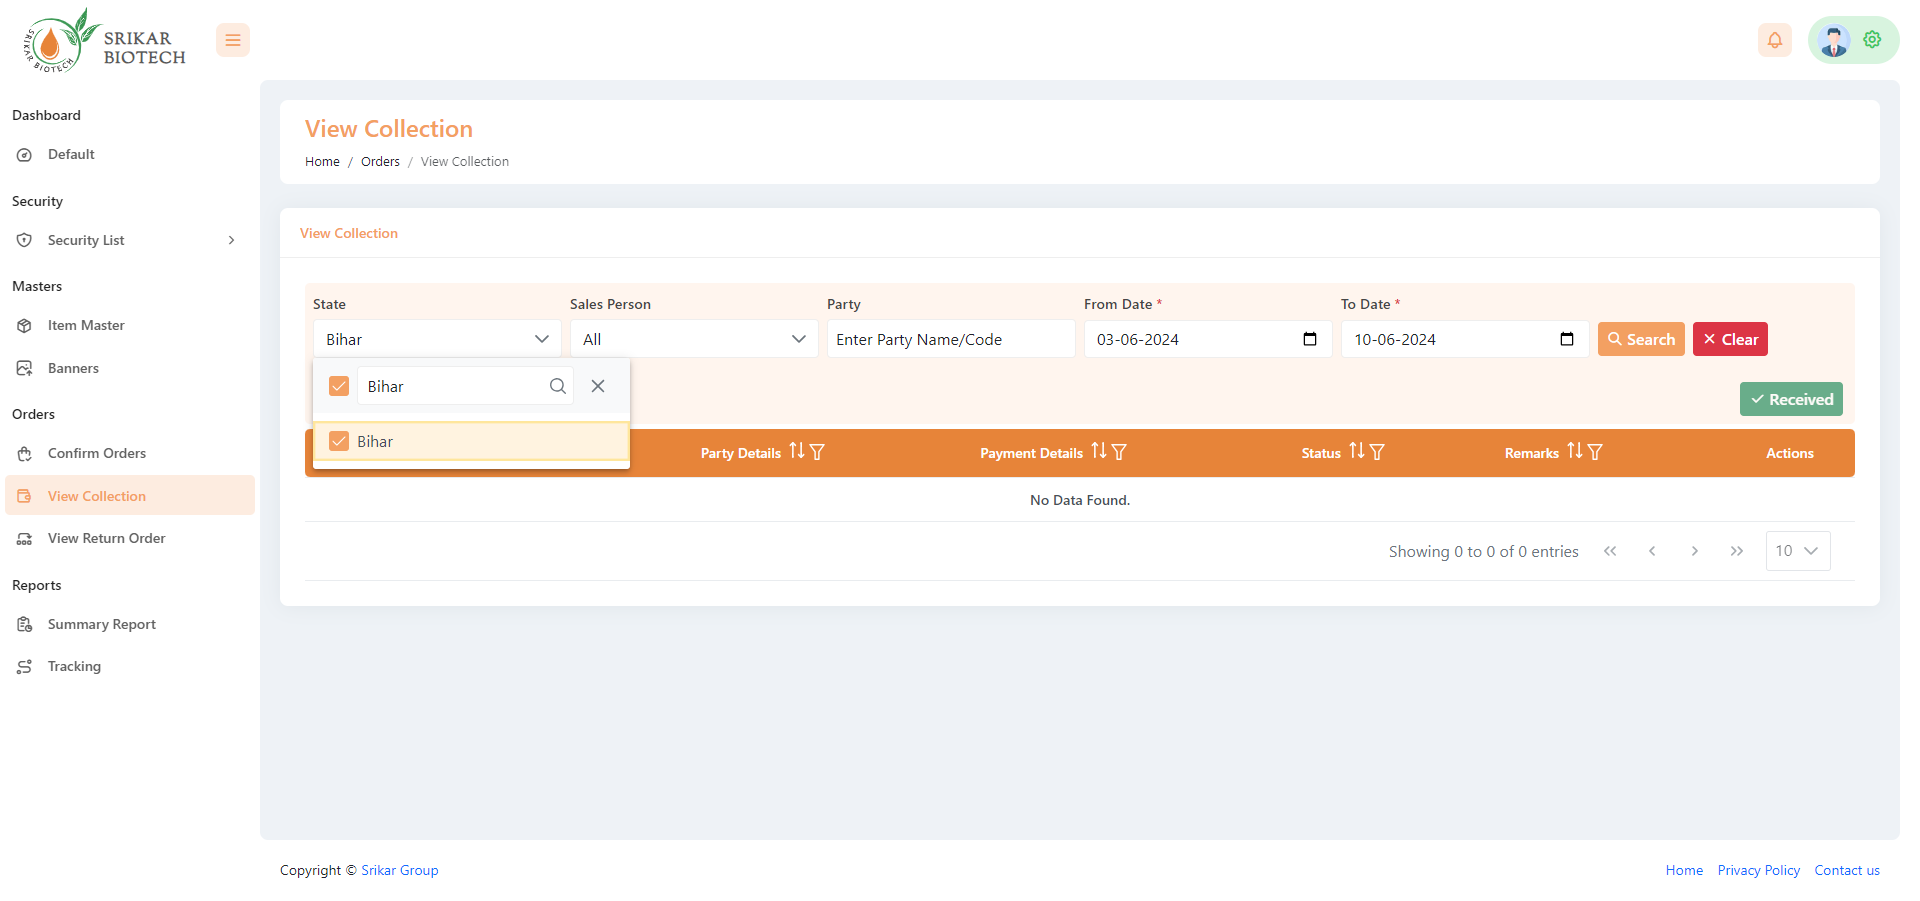 SRIKAR BIOTECH
SRIKAR
BIOTECH
Dashboard
Default
Security
Security List
Masters
Item Master
Banners
Orders
Confirm Orders
View Collection
View Return Order
Reports
Summary Report
Tracking
View Collection
Home / Orders / View Collection
View Collection
State Sales Person Party From Date * To Date *
Bihar All Enter Party Name/Code 03-06-2024 10-06-2024 Search Clear
Bihar
Received
Bihar
Party Details Payment Details Status Remarks Actions
No Data Found.
Showing 0 to 0 of 0 entries 10
Copyright © Srikar Group Home Privacy Policy Contact us